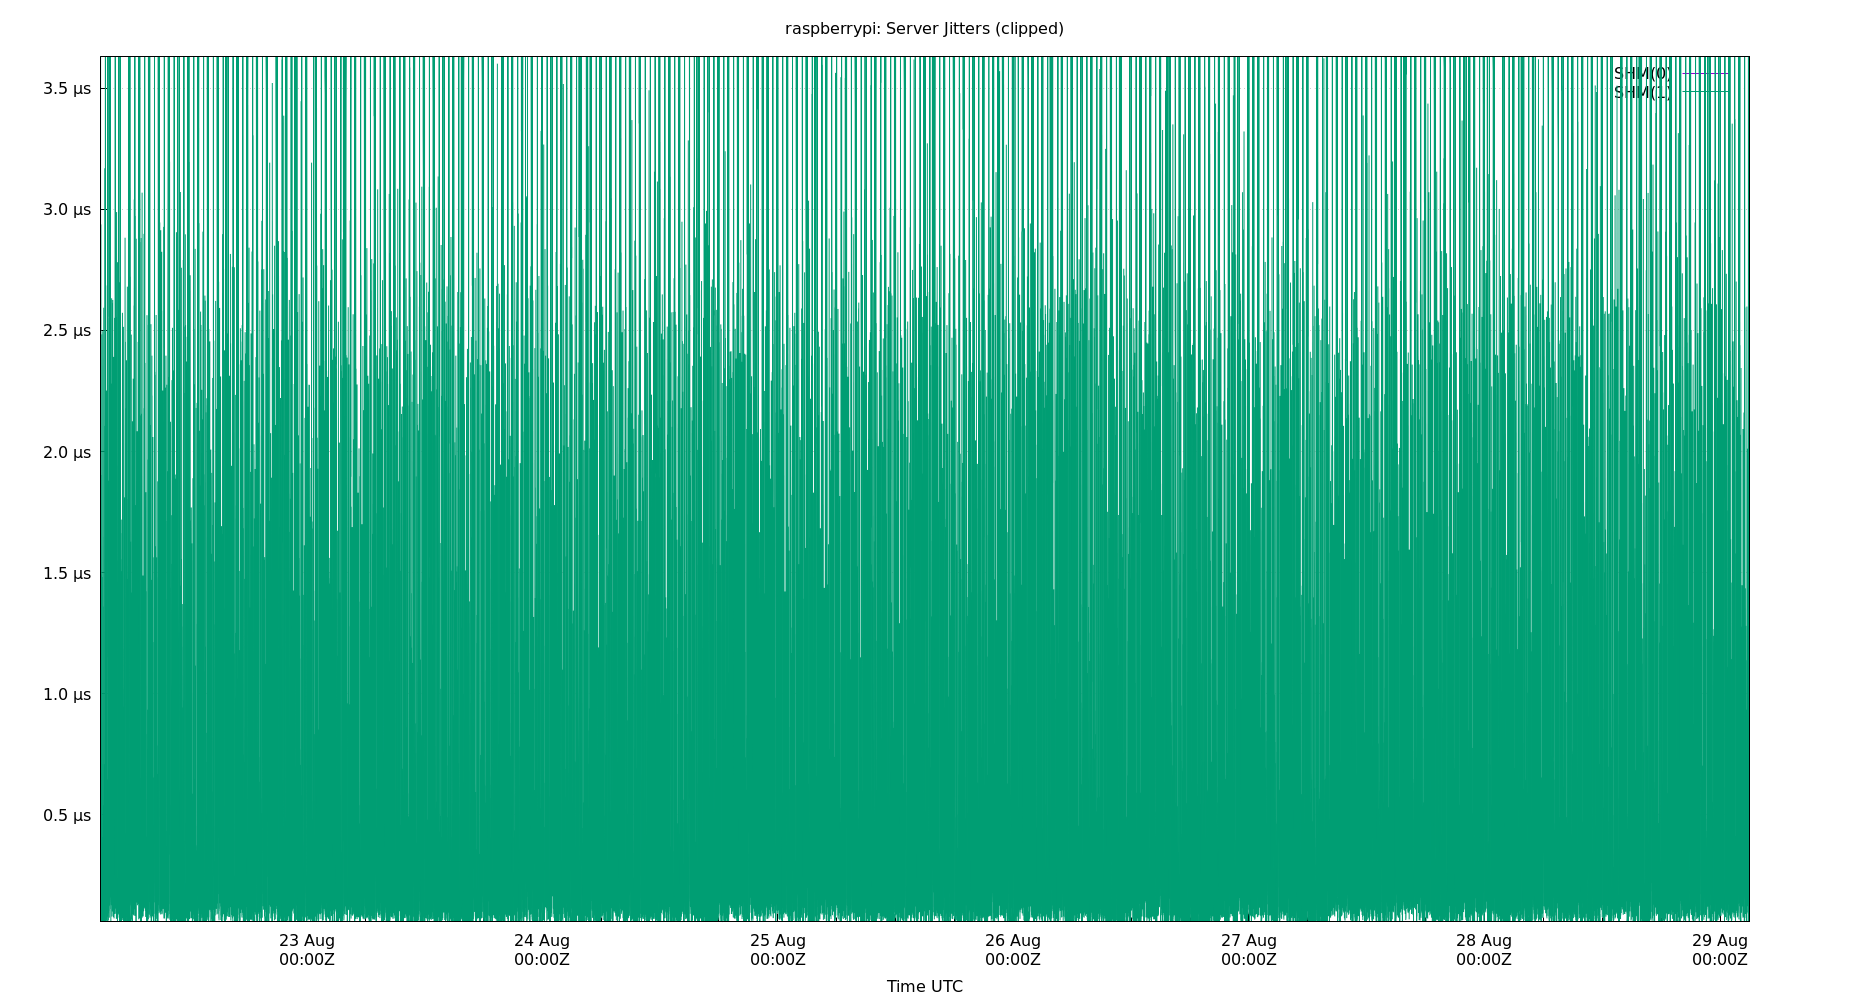 raspberrypi: Server Jitters (clipped)
SHM(0)
SHM(1)
3.5 µs
3.0 µs
2.5 µs
2.0 µs
1.5 µs
1.0 µs
0.5 µs
23 Aug
00:00Z
24 Aug
00:00Z
25 Aug
00:00Z
26 Aug
00:00Z
27 Aug
00:00Z
28 Aug
00:00Z
29 Aug
00:00Z
Time UTC